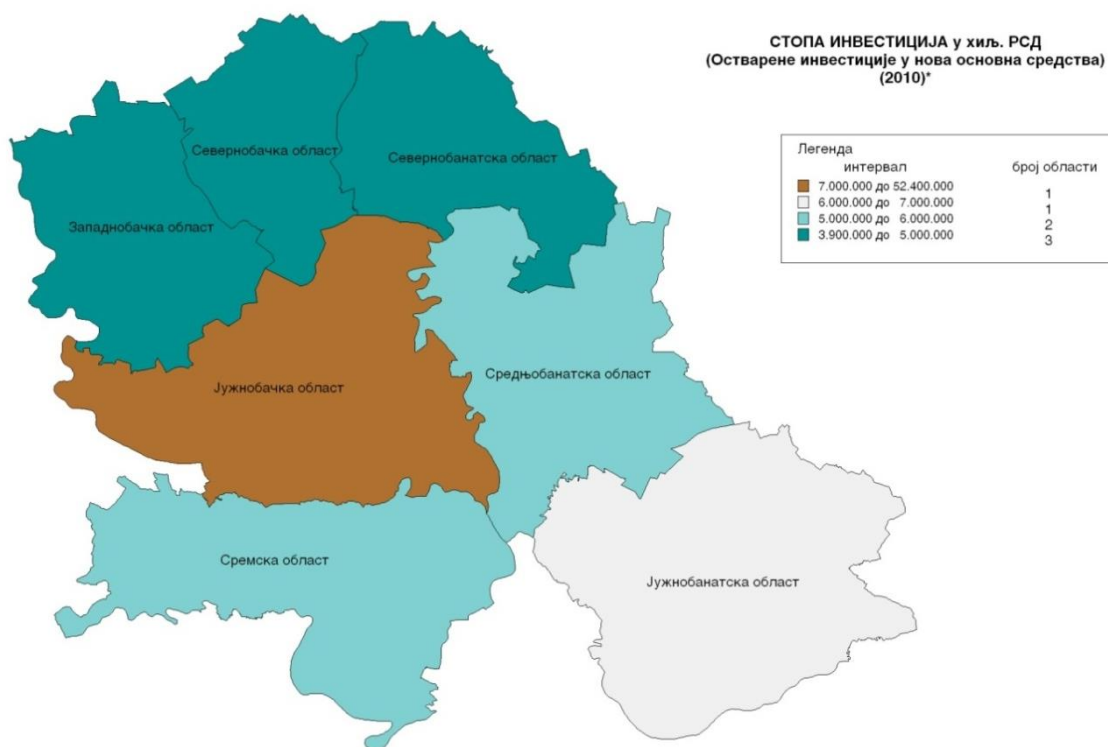 СТОПА ИНВЕСТИЦИЈА у хиљ. РСД
(Остварене инвестиције у нова основна средства)
(2010)*
Легенда
интервал број области
7.000.000 до 52.400.000 1
6.000.000 до 7.000.000 1
5.000.000 до 6.000.000 2
3.900.000 до 5.000.000 3
Севернобачка област
Севернобанатска област
Западнобачка област
Јужнобачка област
Средњобанатска област
Сремска област
Јужнобанатска област